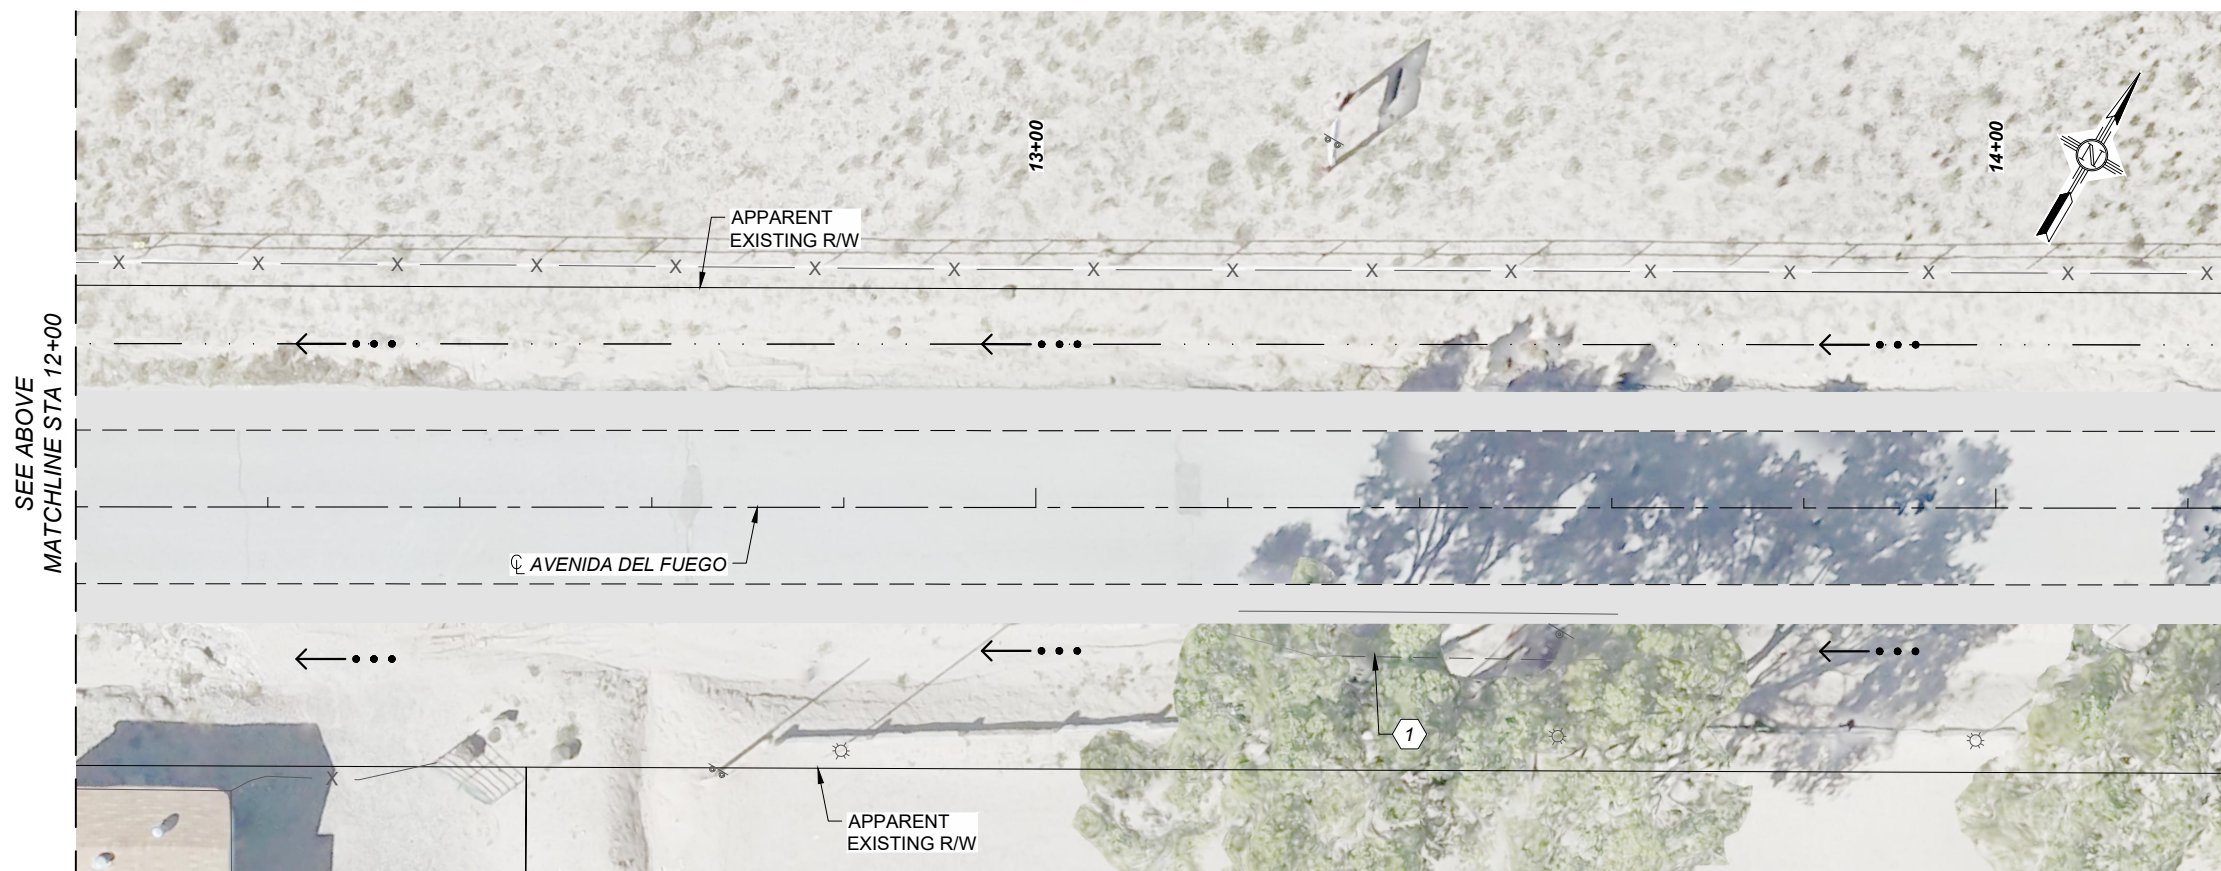 SEE ABOVE
MATCHLINE STA 12+00
13+00
14+00
N
APPARENT
EXISTING R/W
X X X X X X X X X X X X X X X X
℄ AVENIDA DEL FUEGO
1
X
APPARENT
EXISTING R/W